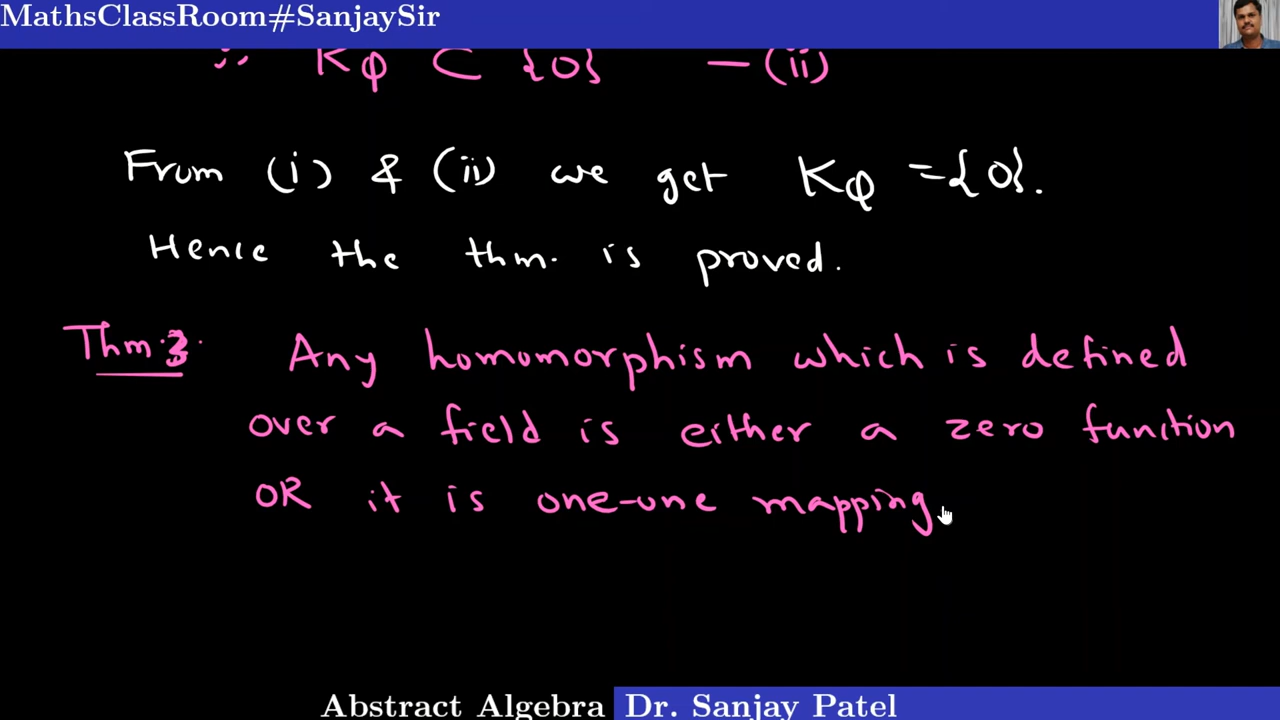 MathsClassRoom#SanjaySir
∴ Kφ ⊂ {0} — (ii)
From (i) & (ii) we get Kφ = {0}.
Hence the thm. is proved.
Thm.3. Any homomorphism which is defined
over a field is either a zero function
OR it is one-one mapping
Abstract Algebra Dr. Sanjay Patel